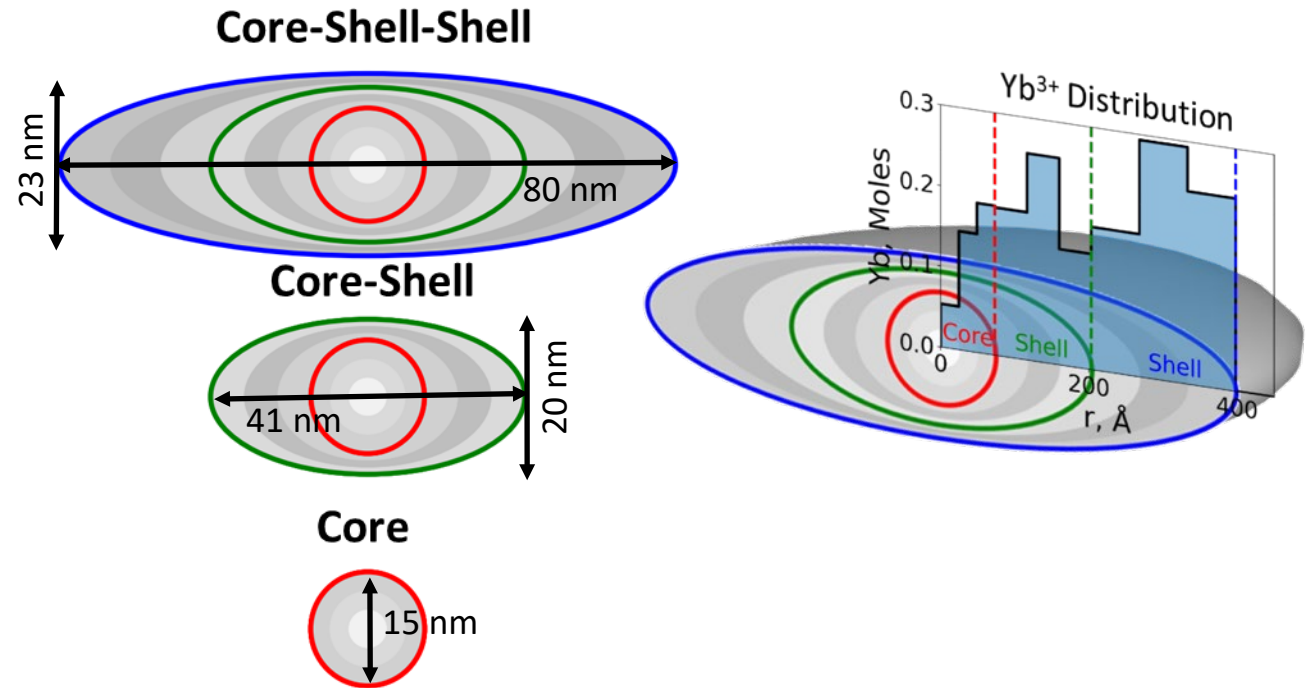 Core-Shell-Shell
23 nm
80 nm
Core-Shell
41 nm
20 nm
Core
15 nm
Yb³⁺ Distribution
Yb, Moles
0.3
0.2
0.1
0.0
Core
Shell
Shell
0
200
400
r, Å